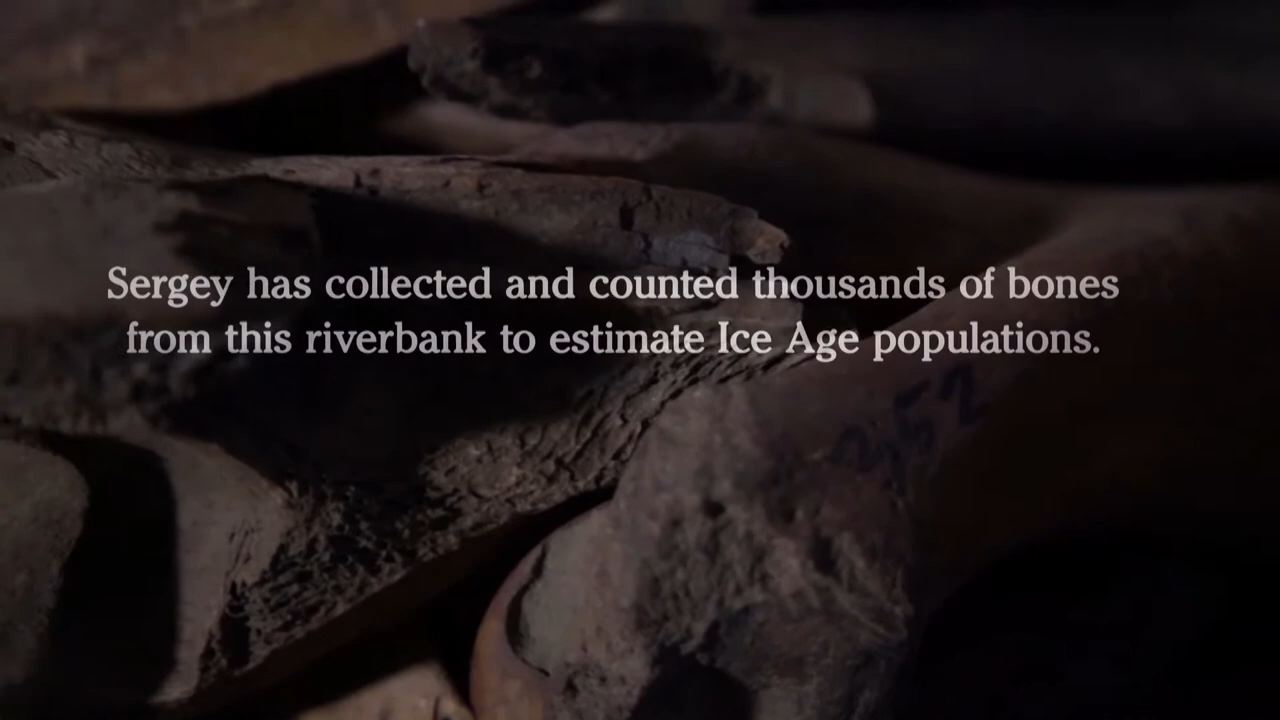 Sergey has collected and counted thousands of bones
from this riverbank to estimate Ice Age populations.